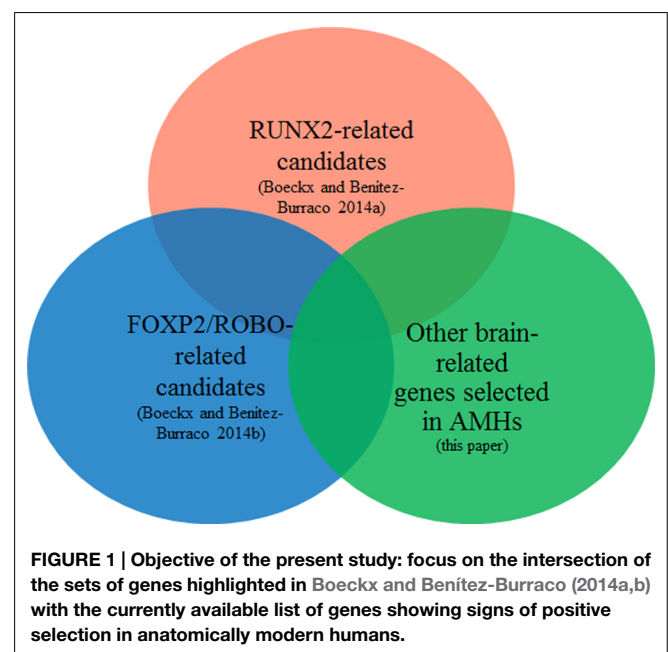 RUNX2-related
candidates
(Boeckx and Benítez-
Burraco 2014a)
FOXP2/ROBO-
related
candidates
(Boeckx and Benitez-
Burraco 2014b)
Other brain-
related
genes selected
in AMHs
(this paper)
FIGURE 1 | Objective of the present study: focus on the intersection of
the sets of genes highlighted in Boeckx and Benítez-Burraco (2014a,b)
with the currently available list of genes showing signs of positive
selection in anatomically modern humans.